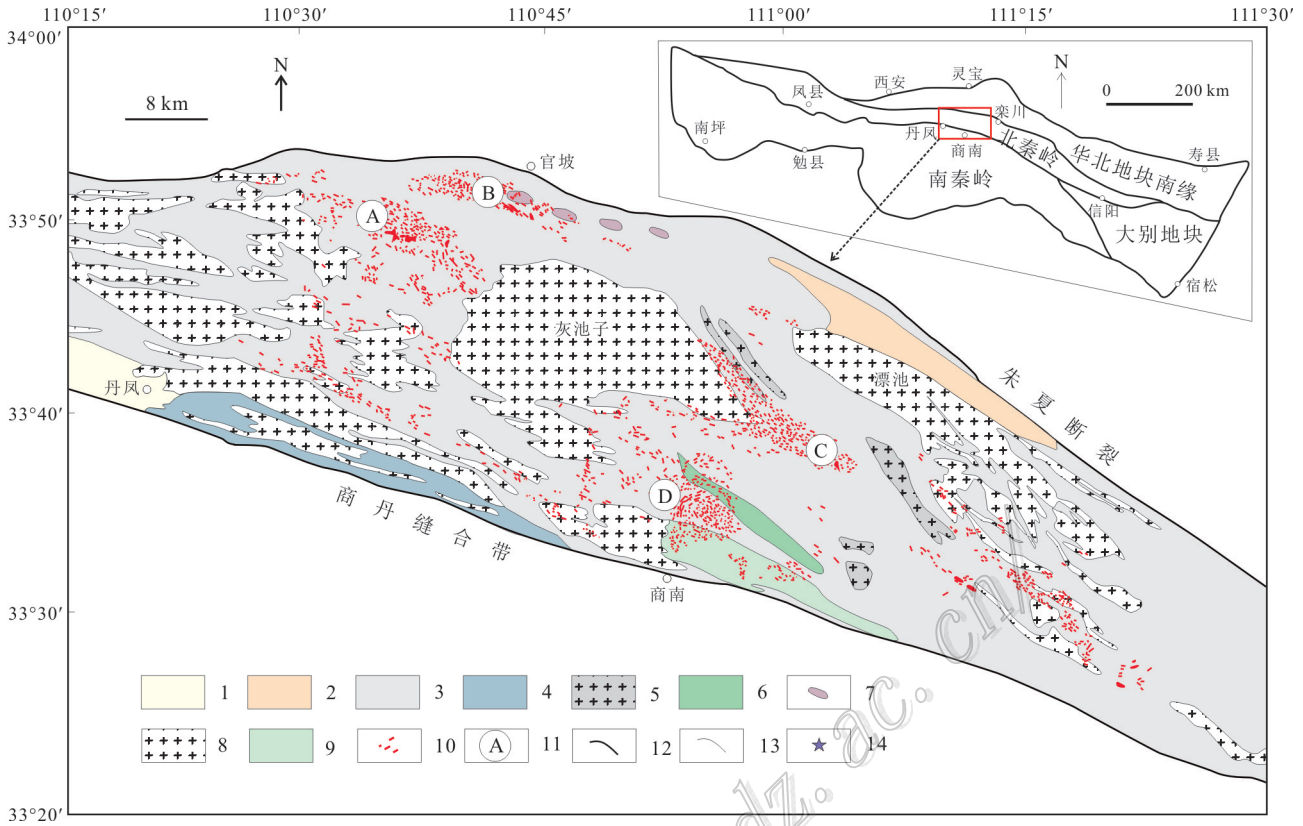 110°15′ 110°30′ 110°45′ 111°00′ 111°15′ 111°30′
34°00′
33°50′
33°40′
33°30′
33°20′
N
8 km
官坡
A
B
灰池子
丹凤
C
D
漂池
朱夏断裂
商丹缝合带
商南
N
0 200 km
西安
灵宝
凤县
栾川
南坪
勉县
丹凤
商南
北秦岭
华北地块南缘
寿县
南秦岭
信阳
大别地块
宿松
1 2 3 4 5 6 7
8 9 10 A 11 12 13 14
dz. ac. cn/